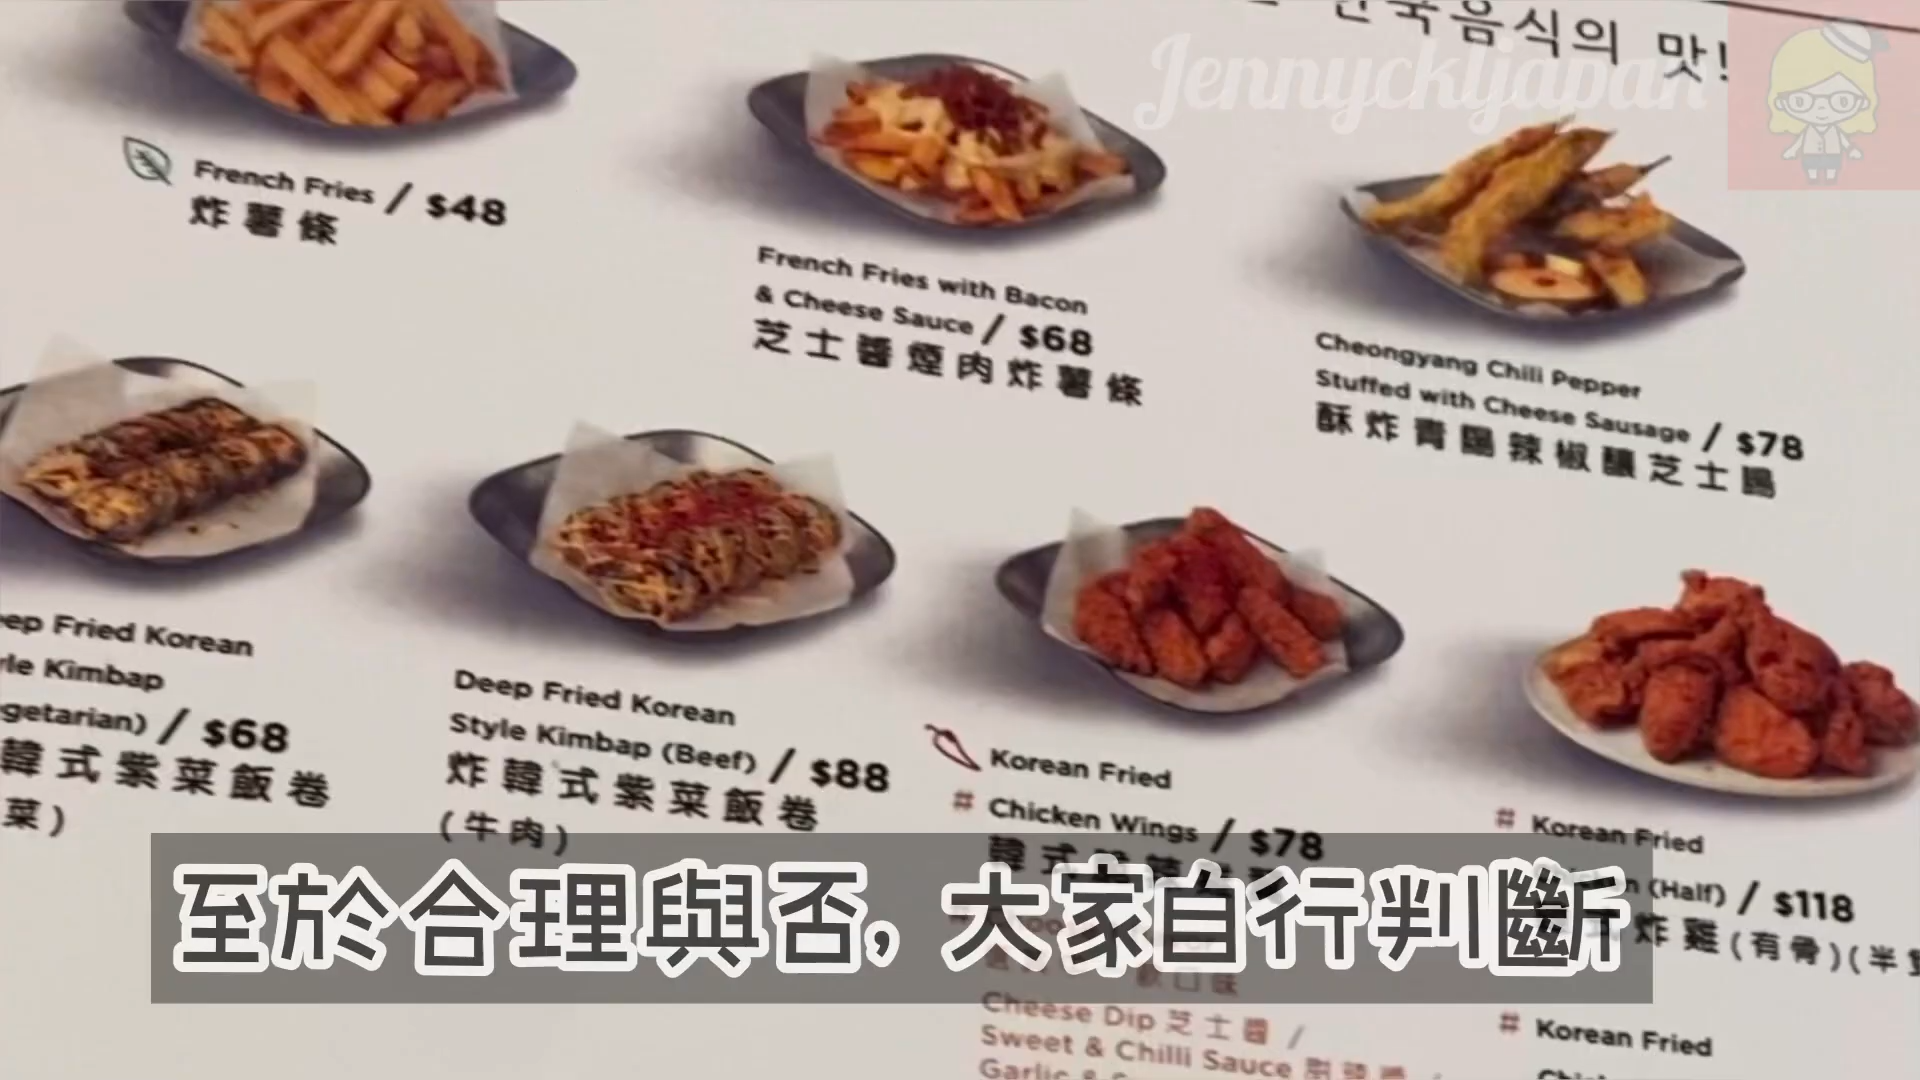 한국음식의 맛!
Jennyckljapan
French Fries / $48
炸薯條
French Fries with Bacon
& Cheese Sauce / $68
芝士醬煙肉炸薯條
Cheongyang Chili Pepper
Stuffed with Cheese Sausage / $78
酥炸青陽辣椒釀芝士腸
Fried Korean
Kimbap
/ $68
韓式紫菜飯卷
菜)
Deep Fried Korean
Style Kimbap (Beef) / $88
炸韓式紫菜飯卷
(牛肉)
Korean Fried
# Chicken Wings / $78
# Korean Fried
(Half) / $118
炸雞(有骨)(半
至於合理與否, 大家自行判斷
Cheese Dip 芝士醬 /
Sweet & Chilli Sauce
Garlic &
# Korean Fried